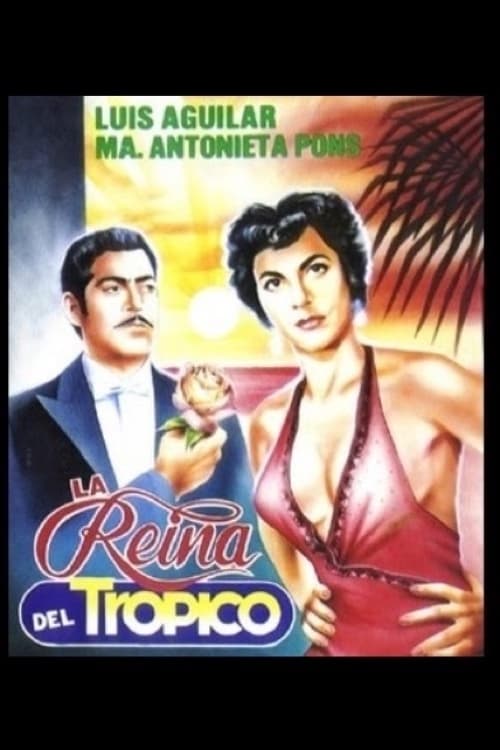 LUIS AGUILAR
MA. ANTONIETA PONS
LA
Reina
DEL TROPICO